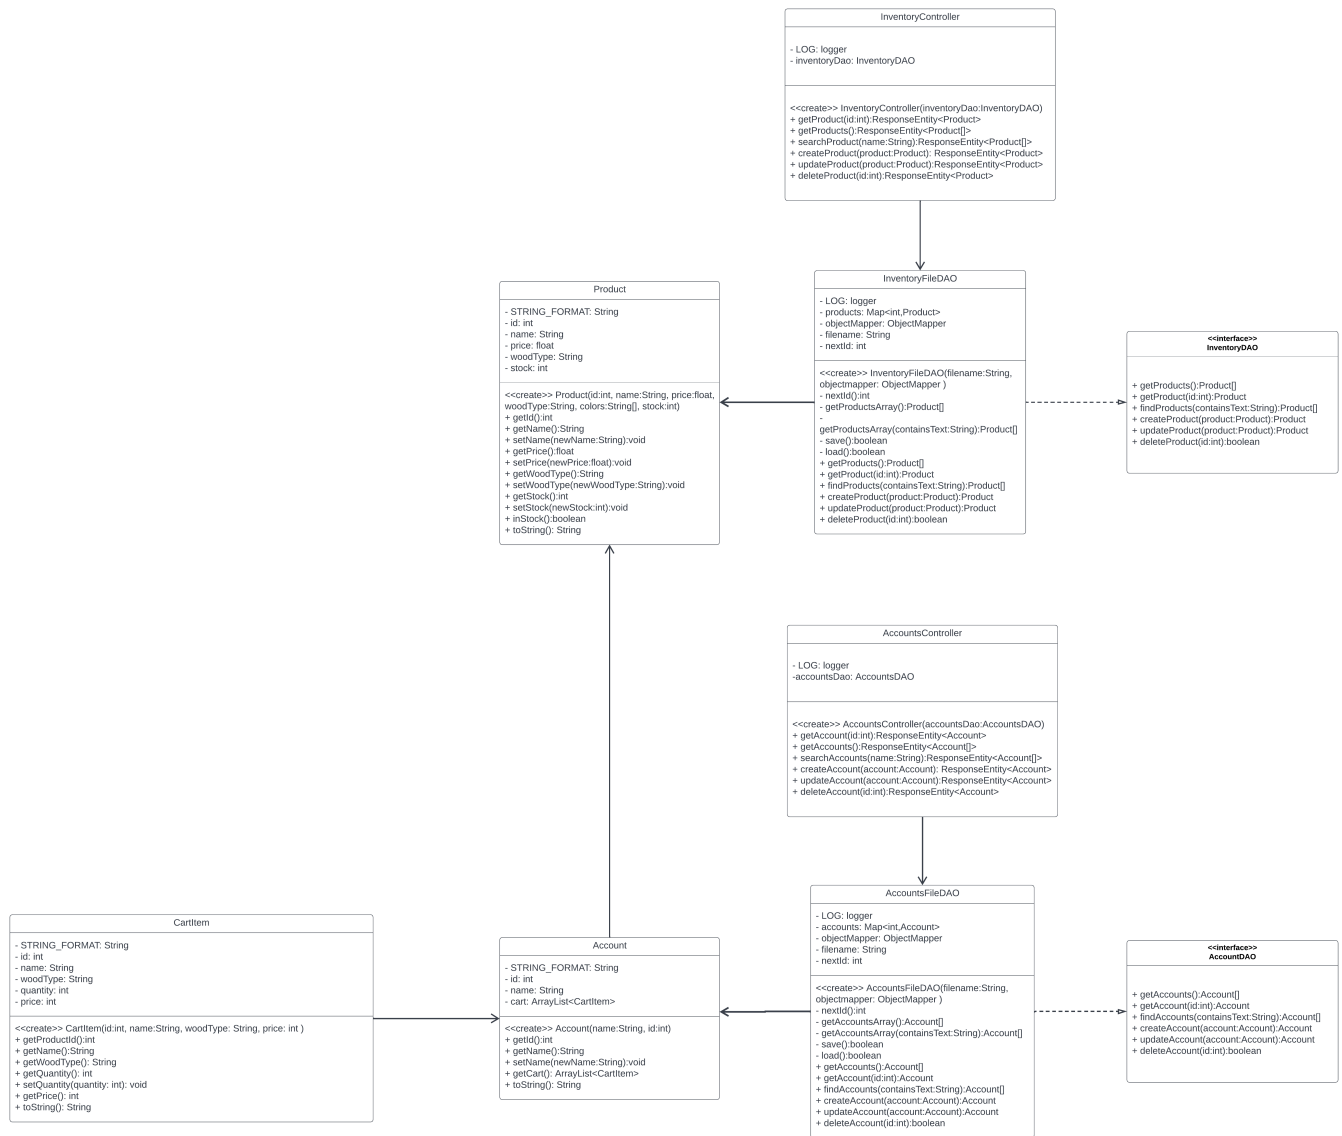 InventoryController
- LOG: logger
- inventoryDao: InventoryDAO
<<create>> InventoryController(inventoryDao:InventoryDAO)
+ getProduct(id:int):ResponseEntity<Product>
+ getProducts():ResponseEntity<Product[]>
+ searchProduct(name:String):ResponseEntity<Product[]>
+ createProduct(product:Product): ResponseEntity<Product>
+ updateProduct(product:Product):ResponseEntity<Product>
+ deleteProduct(id:int):ResponseEntity<Product>
Product
- STRING_FORMAT: String
- id: int
- name: String
- price: float
- woodType: String
- stock: int
<<create>> Product(id:int, name:String, price:float,
woodType:String, colors:String[], stock:int)
+ getId():int
+ getName():String
+ setName(newName:String):void
+ getPrice():float
+ setPrice(newPrice:float):void
+ getWoodType():String
+ setWoodType(newWoodType:String):void
+ getStock():int
+ setStock(newStock:int):void
+ inStock():boolean
+ toString(): String
InventoryFileDAO
- LOG: logger
- products: Map<int,Product>
- objectMapper: ObjectMapper
- filename: String
- nextId: int
<<create>> InventoryFileDAO(filename:String,
objectmapper: ObjectMapper )
- nextId():int
- getProductsArray():Product[]
-
getProductsArray(containsText:String):Product[]
- save():boolean
- load():boolean
+ getProducts():Product[]
+ getProduct(id:int):Product
+ findProducts(containsText:String):Product[]
+ createProduct(product:Product):Product
+ updateProduct(product:Product):Product
+ deleteProduct(id:int):boolean
<<interface>>
InventoryDAO
+ getProducts():Product[]
+ getProduct(id:int):Product
+ findProducts(containsText:String):Product[]
+ createProduct(product:Product):Product
+ updateProduct(product:Product):Product
+ deleteProduct(id:int):boolean
AccountsController
- LOG: logger
-accountsDao: AccountsDAO
<<create>> AccountsController(accountsDao:AccountsDAO)
+ getAccount(id:int):ResponseEntity<Account>
+ getAccounts():ResponseEntity<Account[]>
+ searchAccounts(name:String):ResponseEntity<Account[]>
+ createAccount(account:Account): ResponseEntity<Account>
+ updateAccount(account:Account):ResponseEntity<Account>
+ deleteAccount(id:int):ResponseEntity<Account>
CartItem
- STRING_FORMAT: String
- id: int
- name: String
- woodType: String
- quantity: int
- price: int
<<create>> CartItem(id:int, name:String, woodType: String, price: int )
+ getProductId():int
+ getName():String
+ getWoodType(): String
+ getQuantity(): int
+ setQuantity(quantity: int): void
+ getPrice(): int
+ toString(): String
Account
- STRING_FORMAT: String
- id: int
- name: String
- cart: ArrayList<CartItem>
<<create>> Account(name:String, id:int)
+ getId():int
+ getName():String
+ setName(newName:String):void
+ getCart(): ArrayList<CartItem>
+ toString(): String
AccountsFileDAO
- LOG: logger
- accounts: Map<int,Account>
- objectMapper: ObjectMapper
- filename: String
- nextId: int
<<create>> AccountsFileDAO(filename:String,
objectmapper: ObjectMapper )
- nextId():int
- getAccountsArray():Account[]
- getAccountsArray(containsText:String):Account[]
- save():boolean
- load():boolean
+ getAccounts():Account[]
+ getAccount(id:int):Account
+ findAccounts(containsText:String):Account[]
+ createAccount(account:Account):Account
+ updateAccount(account:Account):Account
+ deleteAccount(id:int):boolean
<<interface>>
AccountDAO
+ getAccounts():Account[]
+ getAccount(id:int):Account
+ findAccounts(containsText:String):Account[]
+ createAccount(account:Account):Account
+ updateAccount(account:Account):Account
+ deleteAccount(id:int):boolean